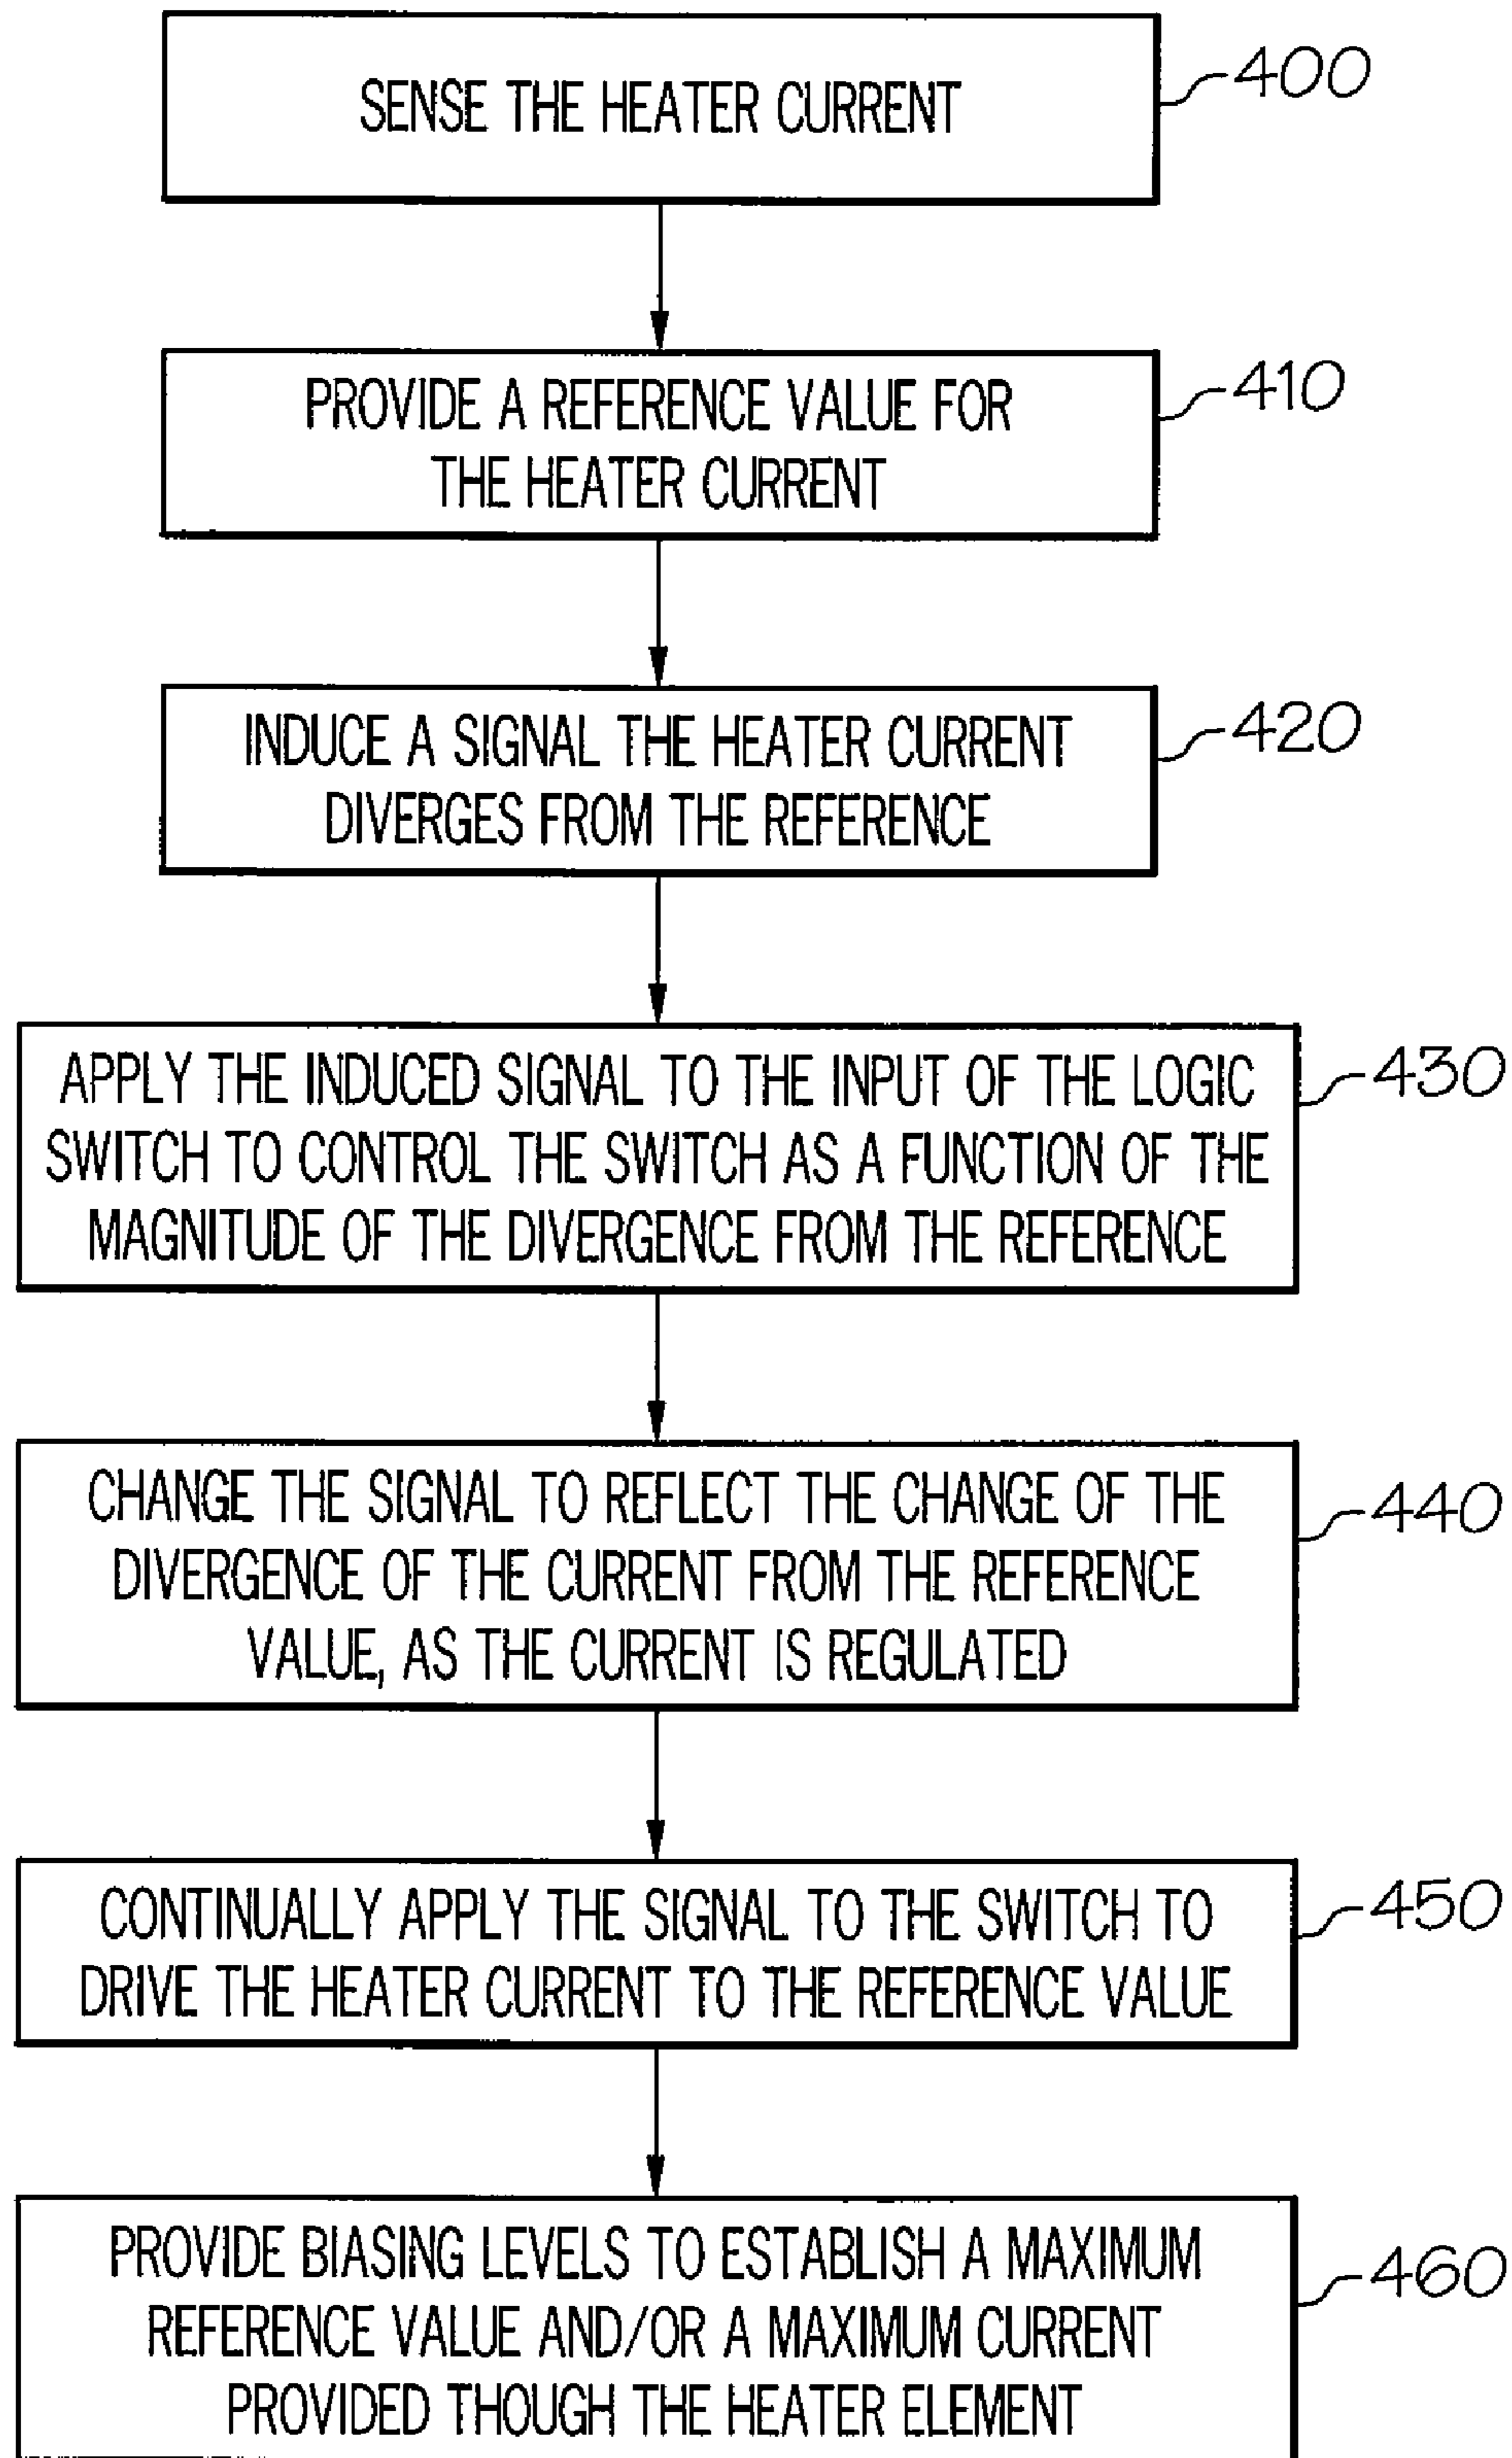 SENSE THE HEATER CURRENT
400
PROVIDE A REFERENCE VALUE FOR
THE HEATER CURRENT
410
INDUCE A SIGNAL THE HEATER CURRENT
DIVERGES FROM THE REFERENCE
420
APPLY THE INDUCED SIGNAL TO THE INPUT OF THE LOGIC
SWITCH TO CONTROL THE SWITCH AS A FUNCTION OF THE
MAGNITUDE OF THE DIVERGENCE FROM THE REFERENCE
430
CHANGE THE SIGNAL TO REFLECT THE CHANGE OF THE
DIVERGENCE OF THE CURRENT FROM THE REFERENCE
VALUE, AS THE CURRENT IS REGULATED
440
CONTINUALLY APPLY THE SIGNAL TO THE SWITCH TO
DRIVE THE HEATER CURRENT TO THE REFERENCE VALUE
450
PROVIDE BIASING LEVELS TO ESTABLISH A MAXIMUM
REFERENCE VALUE AND/OR A MAXIMUM CURRENT
PROVIDED THOUGH THE HEATER ELEMENT
460